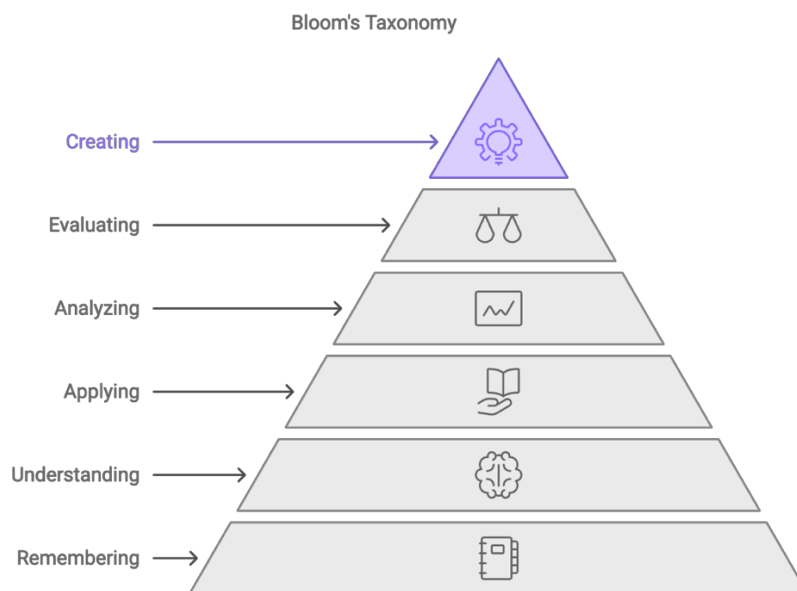 Bloom's Taxonomy
Creating
Evaluating
Analyzing
Applying
Understanding
Remembering